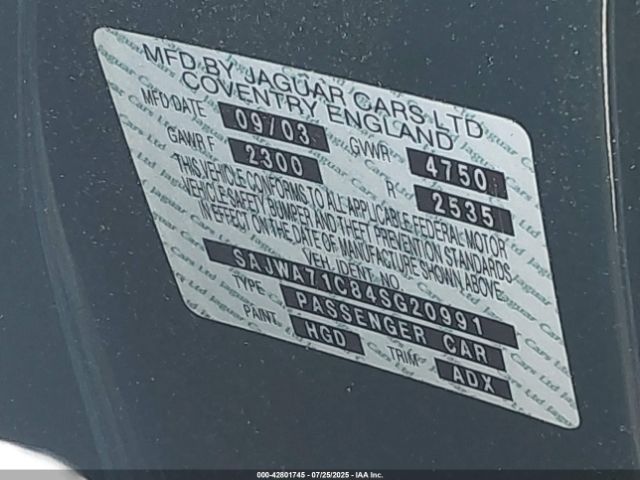 MFD BY JAGUAR CARS LTD
COVENTRY ENGLAND
MFD DATE 09/03 GVWR 4750
GAWR F 2300 R 2535
THIS VEHICLE CONFORMS TO ALL APPLICABLE FEDERAL MOTOR
VEHICLE SAFETY BUMPER AND THEFT PREVENTION STANDARDS
IN EFFECT ON THE DATE OF MANUFACTURE SHOWN ABOVE
VEH. IDENT NO.
SAJWA71C84SG20991
TYPE PASSENGER CAR
PAINT HGD TRIM ADX
000-42801745 - 07/25/2025 - IAA Inc.